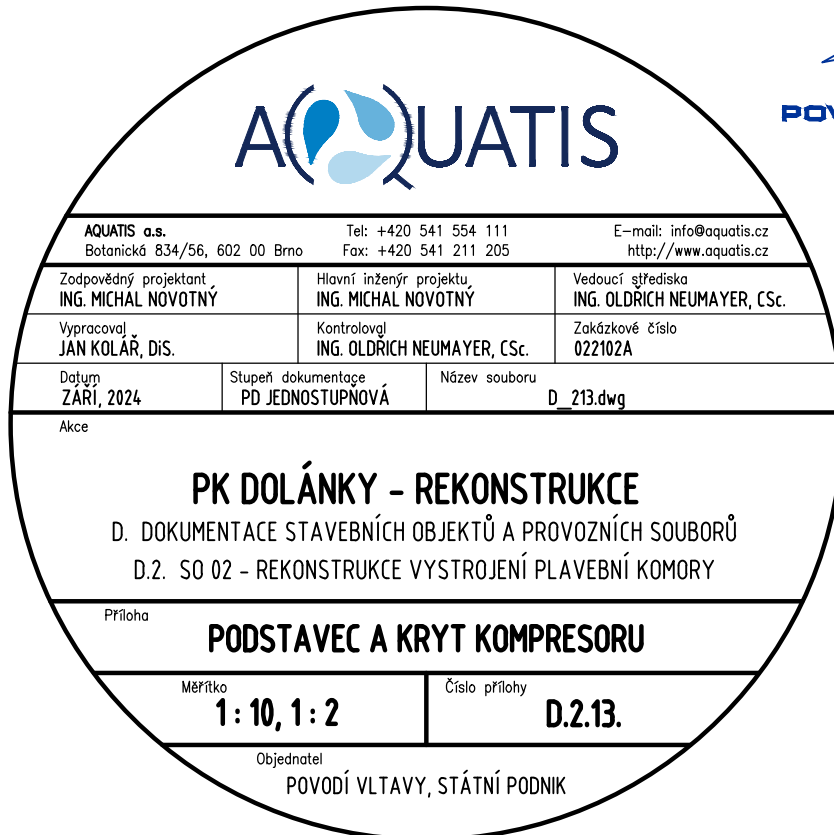 AQUATIS
POV
AQUATIS a.s. Tel: +420 541 554 111 E-mail: info@aquatis.cz
Botanická 834/56, 602 00 Brno Fax: +420 541 211 205 http://www.aquatis.cz
Zodpovědný projektant Hlavní inženýr projektu Vedoucí střediska
ING. MICHAL NOVOTNÝ ING. MICHAL NOVOTNÝ ING. OLDŘICH NEUMAYER, CSc.
Vypracoval Kontroloval Zakázkové číslo
JAN KOLÁŘ, DiS. ING. OLDŘICH NEUMAYER, CSc. 022102A
Datum Stupeň dokumentace Název souboru
ZÁŘÍ, 2024 PD JEDNOSTUPŇOVÁ D_213.dwg
Akce
PK DOLÁNKY - REKONSTRUKCE
D. DOKUMENTACE STAVEBNÍCH OBJEKTŮ A PROVOZNÍCH SOUBORŮ
D.2. SO 02 - REKONSTRUKCE VYSTROJENÍ PLAVEBNÍ KOMORY
Příloha
PODSTAVEC A KRYT KOMPRESORU
Měřítko Číslo přílohy
1 : 10, 1 : 2 D.2.13.
Objednatel
POVODÍ VLTAVY, STÁTNÍ PODNIK